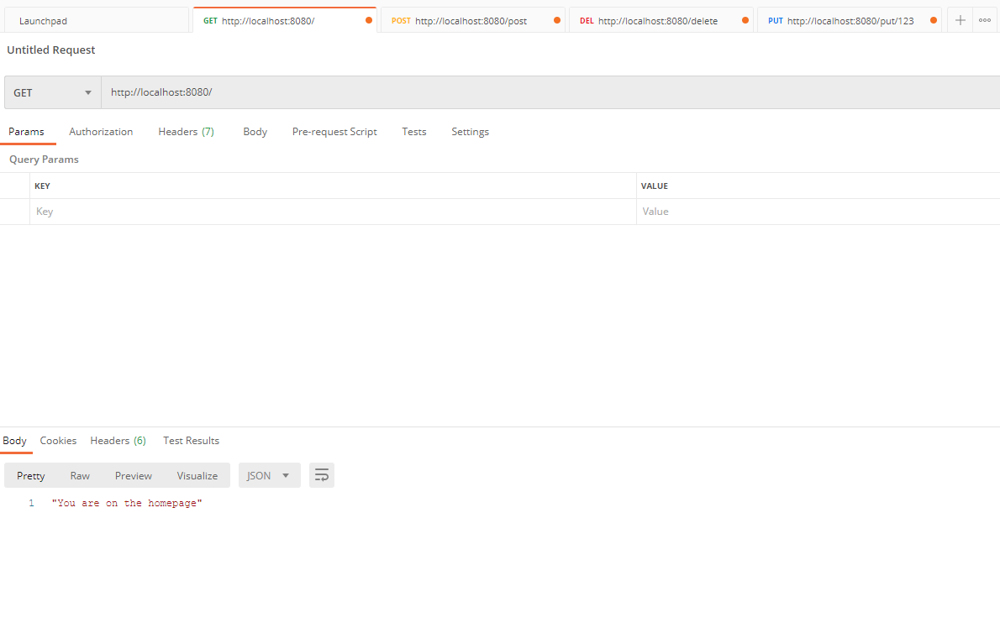 Launchpad GET http://localhost:8080/ POST http://localhost:8080/post DEL http://localhost:8080/delete PUT http://localhost:8080/put/123
Untitled Request
GET http://localhost:8080/
Params Authorization Headers (7) Body Pre-request Script Tests Settings
Query Params
KEY VALUE
Key Value
Body Cookies Headers (6) Test Results
Pretty Raw Preview Visualize JSON
1 "You are on the homepage"